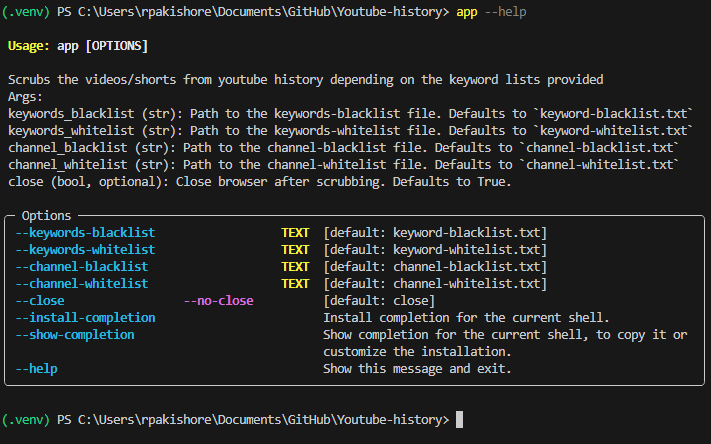 (.venv) PS C:\Users\rpakishore\Documents\GitHub\Youtube-history> app --help
Usage: app [OPTIONS]
Scrubs the videos/shorts from youtube history depending on the keyword lists provided
Args:
keywords_blacklist (str): Path to the keywords-blacklist file. Defaults to `keyword-blacklist.txt`
keywords_whitelist (str): Path to the keywords-whitelist file. Defaults to `keyword-whitelist.txt`
channel_blacklist (str): Path to the channel-blacklist file. Defaults to `channel-blacklist.txt`
channel_whitelist (str): Path to the channel-whitelist file. Defaults to `channel-whitelist.txt`
close (bool, optional): Close browser after scrubbing. Defaults to True.
Options
--keywords-blacklist TEXT [default: keyword-blacklist.txt]
--keywords-whitelist TEXT [default: keyword-whitelist.txt]
--channel-blacklist TEXT [default: channel-blacklist.txt]
--channel-whitelist TEXT [default: channel-whitelist.txt]
--close --no-close [default: close]
--install-completion Install completion for the current shell.
--show-completion Show completion for the current shell, to copy it or
customize the installation.
--help Show this message and exit.
(.venv) PS C:\Users\rpakishore\Documents\GitHub\Youtube-history>